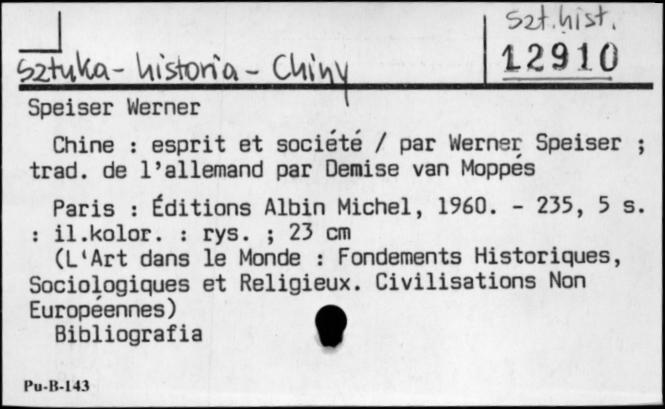 Szt.hist.
12910
Sztuka - historia - Chiny
Speiser Werner
Chine : esprit et société / par Werner Speiser ;
trad. de l'allemand par Demise van Moppés
Paris : Éditions Albin Michel, 1960. - 235, 5 s.
: il.kolor. : rys. ; 23 cm
(L'Art dans le Monde : Fondements Historiques,
Sociologiques et Religieux. Civilisations Non
Européennes)
Bibliografia
Pu-B-143